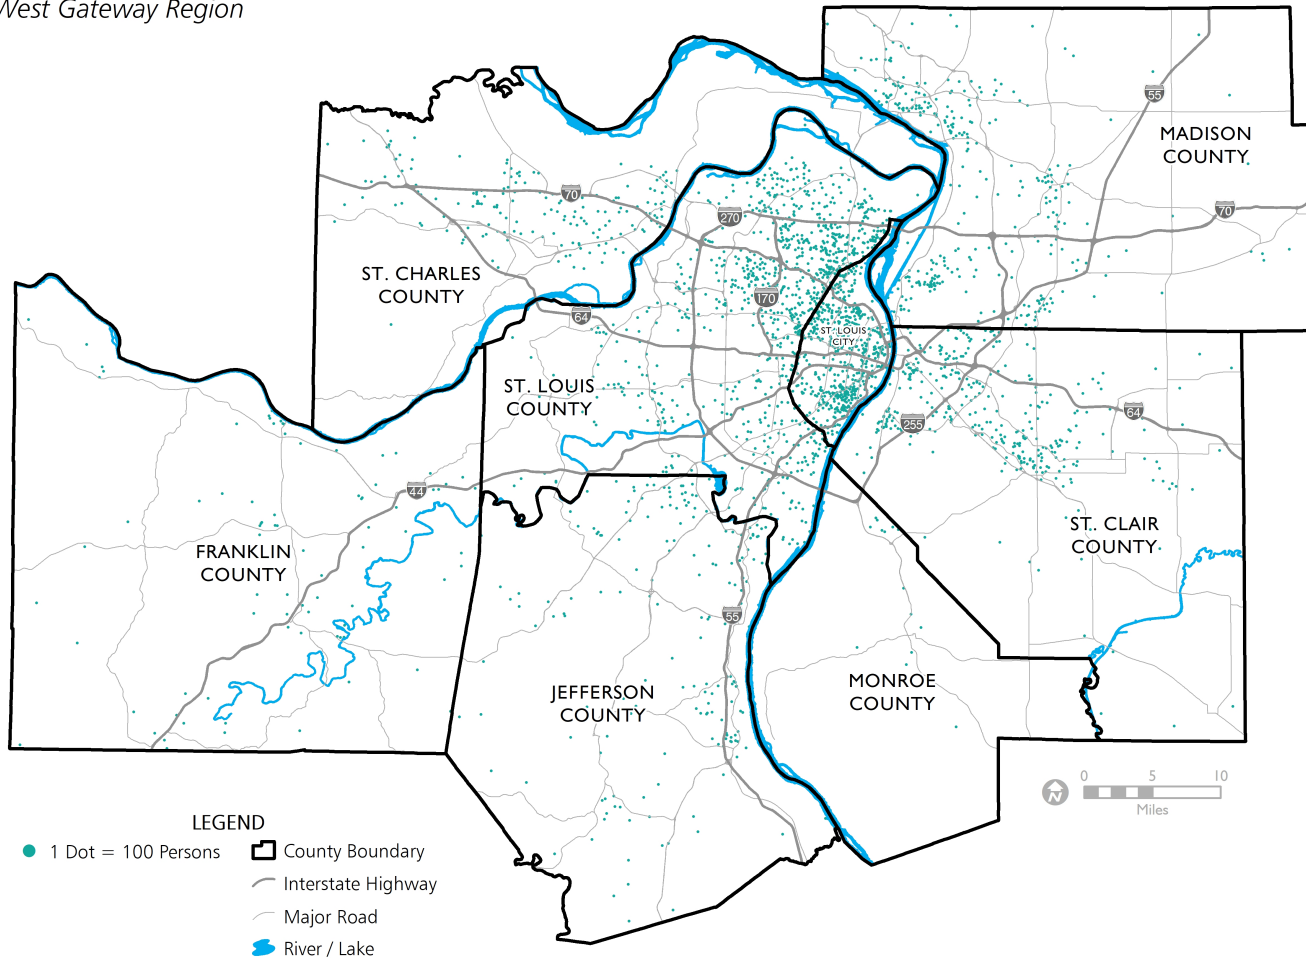 West Gateway Region
55
MADISON
COUNTY
70
70
270
ST. CHARLES
COUNTY
170
64
ST. LOUIS
CITY
ST. LOUIS
COUNTY
64
255
44
ST. CLAIR
COUNTY
FRANKLIN
COUNTY
55
JEFFERSON
COUNTY
MONROE
COUNTY
0 5 10
N
Miles
LEGEND
1 Dot = 100 Persons
County Boundary
Interstate Highway
Major Road
River / Lake